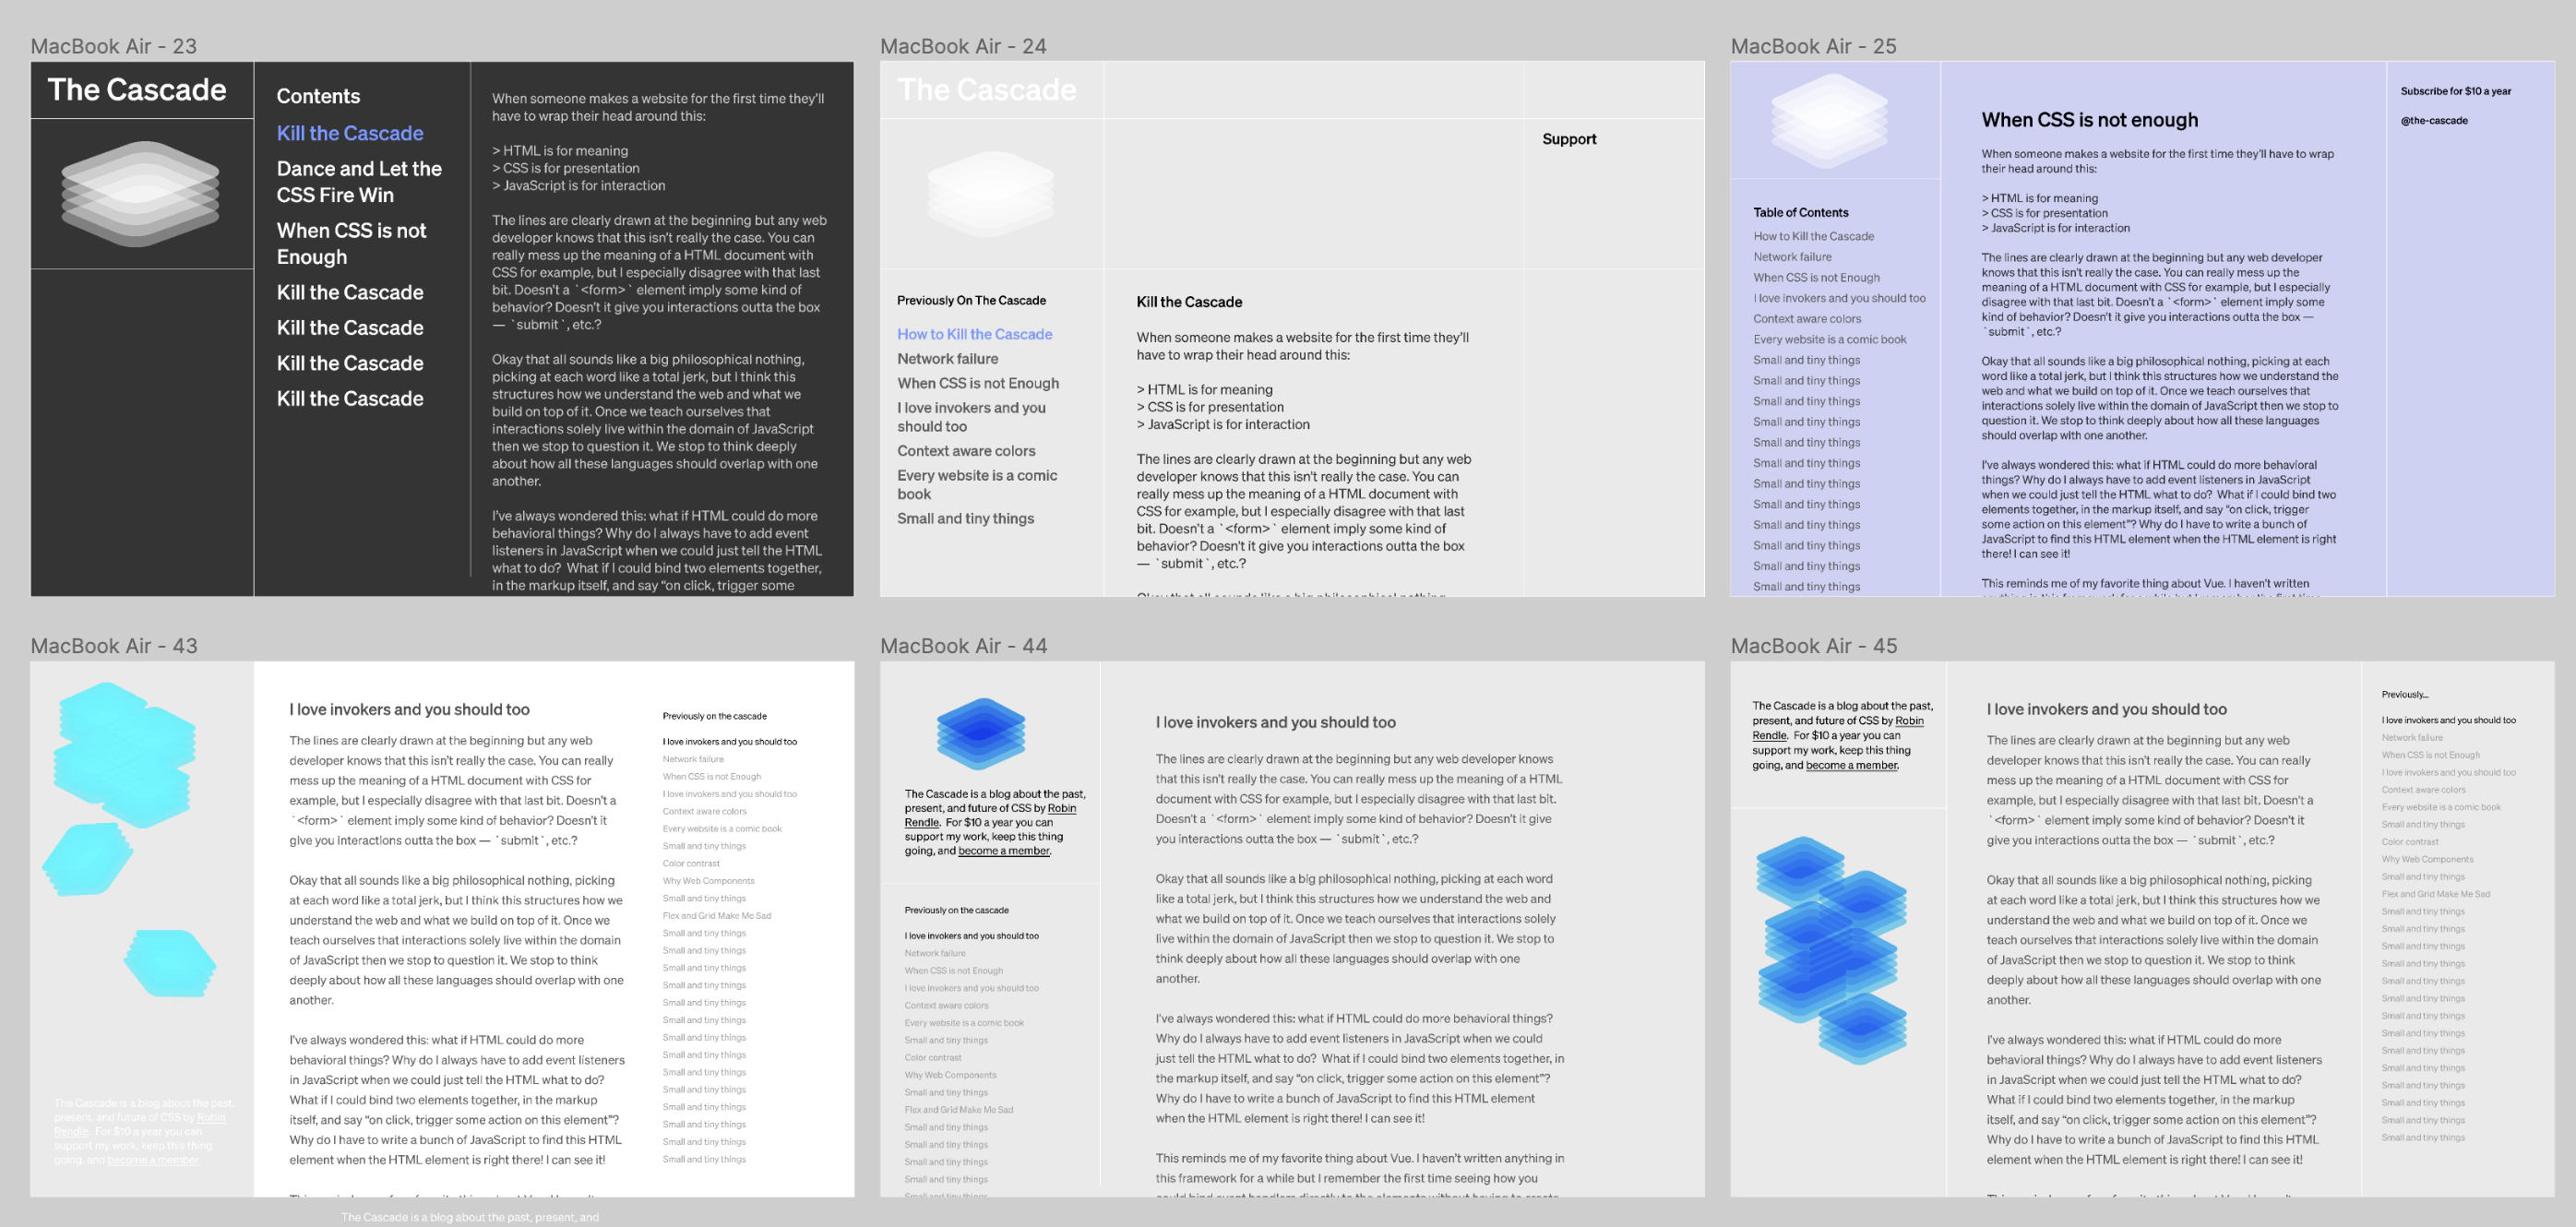 MacBook Air - 23
The Cascade
Contents
Kill the Cascade
Dance and Let the
CSS Fire Win
When CSS is not
Enough
Kill the Cascade
Kill the Cascade
Kill the Cascade
Kill the Cascade
When someone makes a website for the first time they'll
have to wrap their head around this:
> HTML is for meaning
> CSS is for presentation
> JavaScript is for interaction
The lines are clearly drawn at the beginning but any web
developer knows that this isn't really the case. You can
really mess up the meaning of a HTML document with
CSS for example, but I especially disagree with that last
bit. Doesn't a `<form>` element imply some kind of
behavior? Doesn't it give you interactions outta the box
— `submit`, etc.?
Okay that all sounds like a big philosophical nothing,
picking at each word like a total jerk, but I think this
structures how we understand the web and what we
build on top of it. Once we teach ourselves that
interactions solely live within the domain of JavaScript
then we stop to question it. We stop to think deeply
about how all these languages should overlap with one
another.
I've always wondered this: what if HTML could do more
behavioral things? Why do I always have to add event
listeners in JavaScript when we could just tell the HTML
what to do?  What if I could bind two elements together,
in the markup itself, and say “on click, trigger some
MacBook Air - 24
The Cascade
Support
Previously On The Cascade
How to Kill the Cascade
Network failure
When CSS is not Enough
I love invokers and you
should too
Context aware colors
Every website is a comic
book
Small and tiny things
Kill the Cascade
When someone makes a website for the first time they'll
have to wrap their head around this:
> HTML is for meaning
> CSS is for presentation
> JavaScript is for interaction
The lines are clearly drawn at the beginning but any web
developer knows that this isn't really the case. You can
really mess up the meaning of a HTML document with
CSS for example, but I especially disagree with that last
bit. Doesn't a `<form>` element imply some kind of
behavior? Doesn't it give you interactions outta the box
— `submit`, etc.?
Okay that all sounds like a big philosophical nothing,
MacBook Air - 25
Table of Contents
How to Kill the Cascade
Network failure
When CSS is not Enough
I love invokers and you should too
Context aware colors
Every website is a comic book
Small and tiny things
Small and tiny things
Small and tiny things
Small and tiny things
Small and tiny things
Small and tiny things
Small and tiny things
Small and tiny things
Small and tiny things
Small and tiny things
Small and tiny things
Small and tiny things
When CSS is not enough
When someone makes a website for the first time they'll have to wrap
their head around this:
> HTML is for meaning
> CSS is for presentation
> JavaScript is for interaction
The lines are clearly drawn at the beginning but any web developer
knows that this isn't really the case. You can really mess up the
meaning of a HTML document with CSS for example, but I especially
disagree with that last bit. Doesn't a `<form>` element imply some
kind of behavior? Doesn't it give you interactions outta the box —
`submit`, etc.?
Okay that all sounds like a big philosophical nothing, picking at each
word like a total jerk, but I think this structures how we understand the
web and what we build on top of it. Once we teach ourselves that
interactions solely live within the domain of JavaScript then we stop to
question it. We stop to think deeply about how all these languages
should overlap with one another.
I've always wondered this: what if HTML could do more behavioral
things? Why do I always have to add event listeners in JavaScript
when we could just tell the HTML what to do?  What if I could bind two
elements together, in the markup itself, and say “on click, trigger
some action on this element”? Why do I have to write a bunch of
JavaScript to find this HTML element when the HTML element is right
there! I can see it!
This reminds me of my favorite thing about Vue. I haven't written
Subscribe for $10 a year
@the-cascade
MacBook Air - 43
The Cascade is a blog about the past,
present, and future of CSS by Robin
Rendle.  For $10 a year you can
support my work, keep this thing
going, and become a member.
I love invokers and you should too
The lines are clearly drawn at the beginning but any web
developer knows that this isn't really the case. You can really
mess up the meaning of a HTML document with CSS for
example, but I especially disagree with that last bit. Doesn't a
`<form>` element imply some kind of behavior? Doesn't it
give you interactions outta the box — `submit`, etc.?
Okay that all sounds like a big philosophical nothing, picking
at each word like a total jerk, but I think this structures how we
understand the web and what we build on top of it. Once we
teach ourselves that interactions solely live within the domain
of JavaScript then we stop to question it. We stop to think
deeply about how all these languages should overlap with one
another.
I've always wondered this: what if HTML could do more
behavioral things? Why do I always have to add event listeners
in JavaScript when we could just tell the HTML what to do?
What if I could bind two elements together, in the markup
itself, and say “on click, trigger some action on this element”?
Why do I have to write a bunch of JavaScript to find this HTML
element when the HTML element is right there! I can see it!
Previously on the cascade
I love invokers and you should too
Network failure
When CSS is not Enough
I love invokers and you should too
Context aware colors
Every website is a comic book
Small and tiny things
Color contrast
Why Web Components
Small and tiny things
Flex and Grid Make Me Sad
Small and tiny things
Small and tiny things
Small and tiny things
Small and tiny things
Small and tiny things
Small and tiny things
Small and tiny things
Small and tiny things
Small and tiny things
Small and tiny things
Small and tiny things
Small and tiny things
Small and tiny things
Small and tiny things
The Cascade is a blog about the past, present, and
MacBook Air - 44
The Cascade is a blog about the past,
present, and future of CSS by Robin
Rendle.  For $10 a year you can
support my work, keep this thing
going, and become a member.
Previously on the cascade
I love invokers and you should too
Network failure
When CSS is not Enough
I love invokers and you should too
Context aware colors
Every website is a comic book
Small and tiny things
Color contrast
Why Web Components
Small and tiny things
Flex and Grid Make Me Sad
Small and tiny things
Small and tiny things
Small and tiny things
Small and tiny things
Small and tiny things
I love invokers and you should too
The lines are clearly drawn at the beginning but any web developer knows
that this isn't really the case. You can really mess up the meaning of a HTML
document with CSS for example, but I especially disagree with that last bit.
Doesn't a `<form>` element imply some kind of behavior? Doesn't it give
you interactions outta the box — `submit`, etc.?
Okay that all sounds like a big philosophical nothing, picking at each word
like a total jerk, but I think this structures how we understand the web and
what we build on top of it. Once we teach ourselves that interactions solely
live within the domain of JavaScript then we stop to question it. We stop to
think deeply about how all these languages should overlap with one
another.
I've always wondered this: what if HTML could do more behavioral things?
Why do I always have to add event listeners in JavaScript when we could
just tell the HTML what to do?  What if I could bind two elements together, in
the markup itself, and say “on click, trigger some action on this element”?
Why do I have to write a bunch of JavaScript to find this HTML element
when the HTML element is right there! I can see it!
This reminds me of my favorite thing about Vue. I haven't written anything in
this framework for a while but I remember the first time seeing how you
could bind event handlers directly to the elements without having to create
MacBook Air - 45
The Cascade is a blog about the past,
present, and future of CSS by Robin
Rendle.  For $10 a year you can
support my work, keep this thing
going, and become a member.
I love invokers and you should too
The lines are clearly drawn at the beginning but any web
developer knows that this isn't really the case. You can really
mess up the meaning of a HTML document with CSS for
example, but I especially disagree with that last bit. Doesn't a
`<form>` element imply some kind of behavior? Doesn't it
give you interactions outta the box — `submit`, etc.?
Okay that all sounds like a big philosophical nothing, picking
at each word like a total jerk, but I think this structures how we
understand the web and what we build on top of it. Once we
teach ourselves that interactions solely live within the domain
of JavaScript then we stop to question it. We stop to think
deeply about how all these languages should overlap with one
another.
I've always wondered this: what if HTML could do more
behavioral things? Why do I always have to add event listeners
in JavaScript when we could just tell the HTML what to do?
What if I could bind two elements together, in the markup
itself, and say “on click, trigger some action on this element”?
Why do I have to write a bunch of JavaScript to find this HTML
element when the HTML element is right there! I can see it!
Previously...
I love invokers and you should too
Network failure
When CSS is not Enough
I love invokers and you should too
Context aware colors
Every website is a comic book
Small and tiny things
Color contrast
Why Web Components
Small and tiny things
Flex and Grid Make Me Sad
Small and tiny things
Small and tiny things
Small and tiny things
Small and tiny things
Small and tiny things
Small and tiny things
Small and tiny things
Small and tiny things
Small and tiny things
Small and tiny things
Small and tiny things
Small and tiny things
Small and tiny things
Small and tiny things